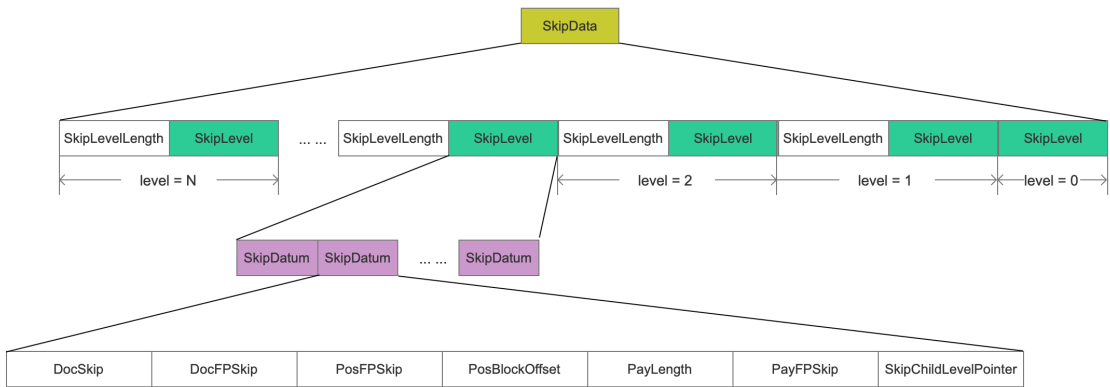 SkipData
SkipLevelLength SkipLevel ... ... SkipLevelLength SkipLevel SkipLevelLength SkipLevel SkipLevelLength SkipLevel SkipLevel
level = N level = 2 level = 1 level = 0
SkipDatum SkipDatum ... ... SkipDatum
DocSkip DocFPSkip PosFPSkip PosBlockOffset PayLength PayFPSkip SkipChildLevelPointer